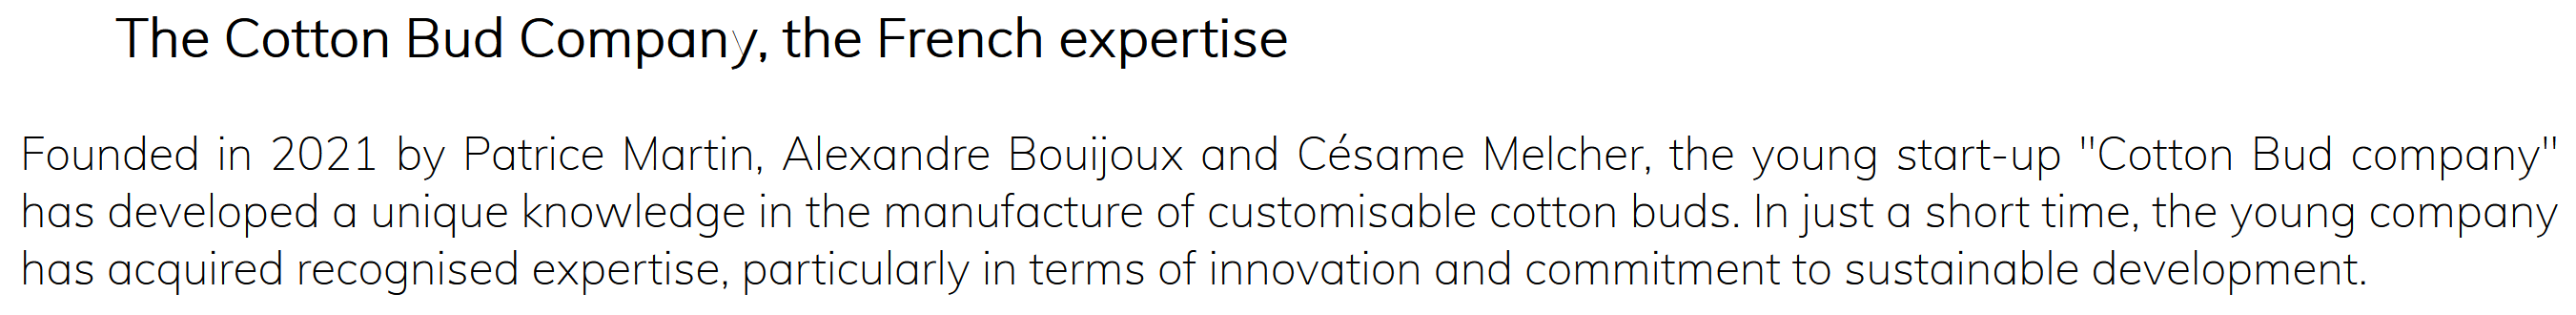 The Cotton Bud Company, the French expertise
Founded in 2021 by Patrice Martin, Alexandre Bouijoux and Césame Melcher, the young start-up "Cotton Bud company"
has developed a unique knowledge in the manufacture of customisable cotton buds. In just a short time, the young company
has acquired recognised expertise, particularly in terms of innovation and commitment to sustainable development.